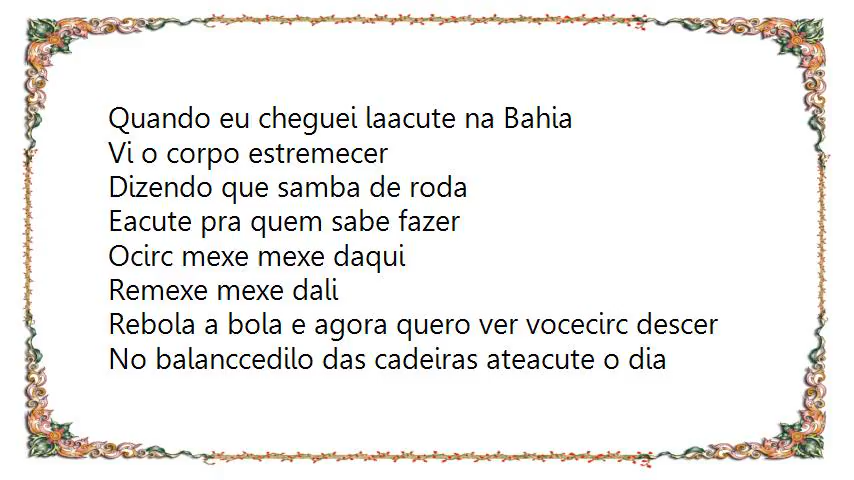 Quando eu cheguei laacute na Bahia
Vi o corpo estremecer
Dizendo que samba de roda
Eacute pra quem sabe fazer
Ocirc mexe mexe daqui
Remexe mexe dali
Rebola a bola e agora quero ver vocecirc descer
No balanccedilo das cadeiras ateacute o dia